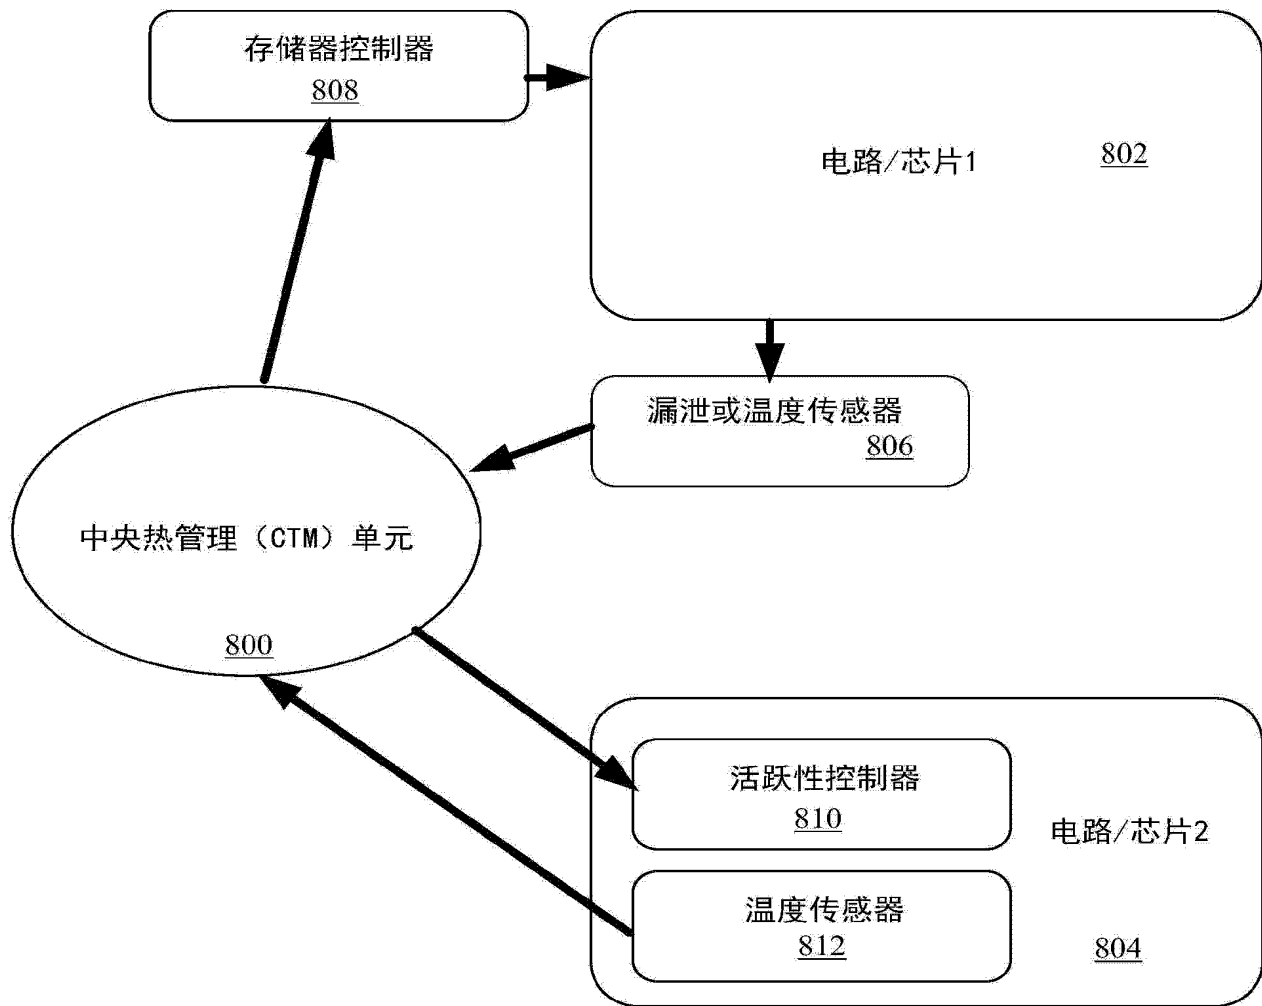 存储器控制器
808
电路/芯片1
802
漏泄或温度传感器
806
中央热管理（CTM）单元
800
活跃性控制器
810
电路/芯片2
温度传感器
812
804